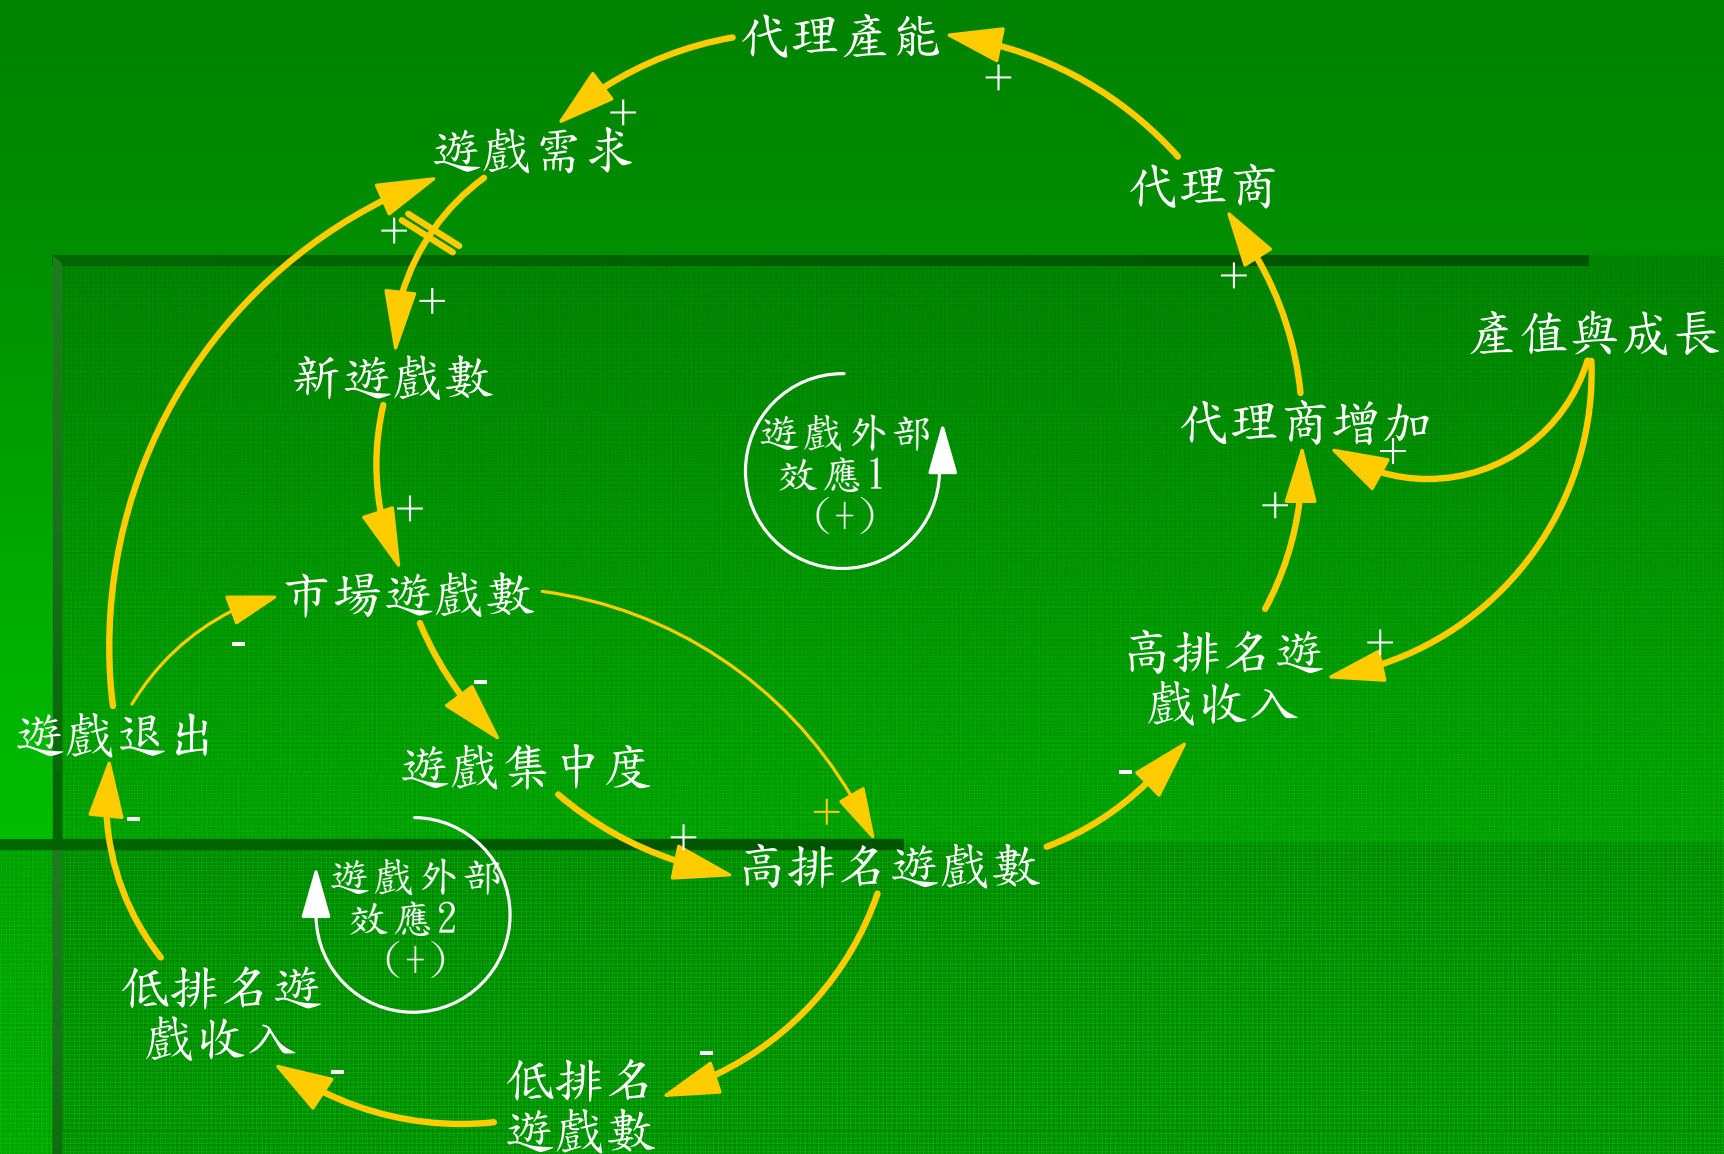 代理產能
+
+
遊戲需求
代理商
+
+
+
產值與成長
新遊戲數
代理商增加
+
遊戲外部
效應1
(+)
+
+
市場遊戲數
-
-
高排名遊
戲收入
+
遊戲退出
遊戲集中度
-
-
+
+
高排名遊戲數
遊戲外部
效應2
(+)
低排名遊
戲收入
-
-
低排名
遊戲數